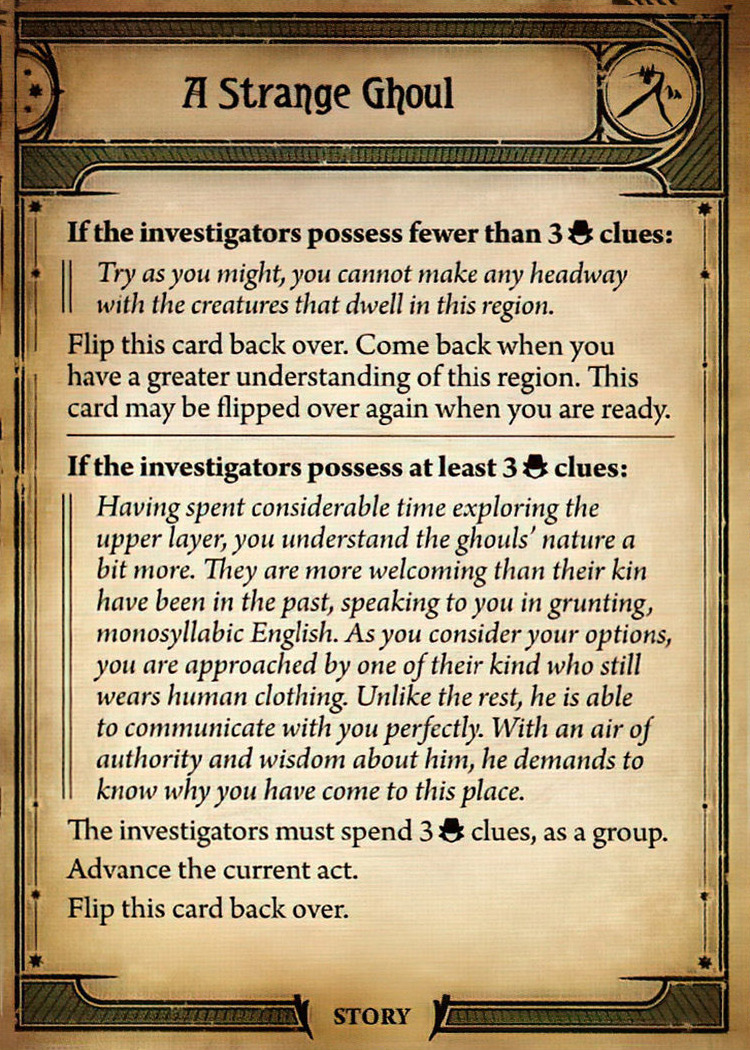 A Strange Ghoul
If the investigators possess fewer than 3 clues:
Try as you might, you cannot make any headway
with the creatures that dwell in this region.
Flip this card back over. Come back when you
have a greater understanding of this region. This
card may be flipped over again when you are ready.
If the investigators possess at least 3 clues:
Having spent considerable time exploring the
upper layer, you understand the ghouls’ nature a
bit more. They are more welcoming than their kin
have been in the past, speaking to you in grunting,
monosyllabic English. As you consider your options,
you are approached by one of their kind who still
wears human clothing. Unlike the rest, he is able
to communicate with you perfectly. With an air of
authority and wisdom about him, he demands to
know why you have come to this place.
The investigators must spend 3 clues, as a group.
Advance the current act.
Flip this card back over.
STORY